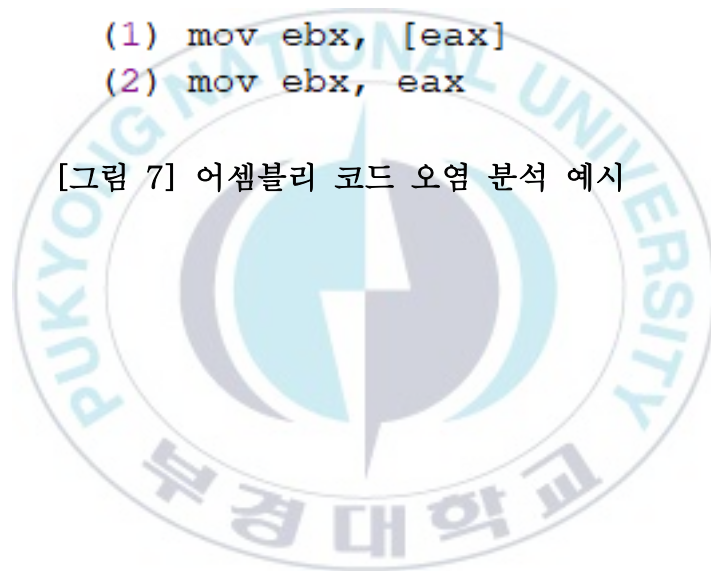 (1) mov ebx, [eax]
(2) mov ebx, eax
[그림 7] 어셈블리 코드 오염 분석 예시
PUKYONG NATIONAL UNIVERSITY
부경대학교